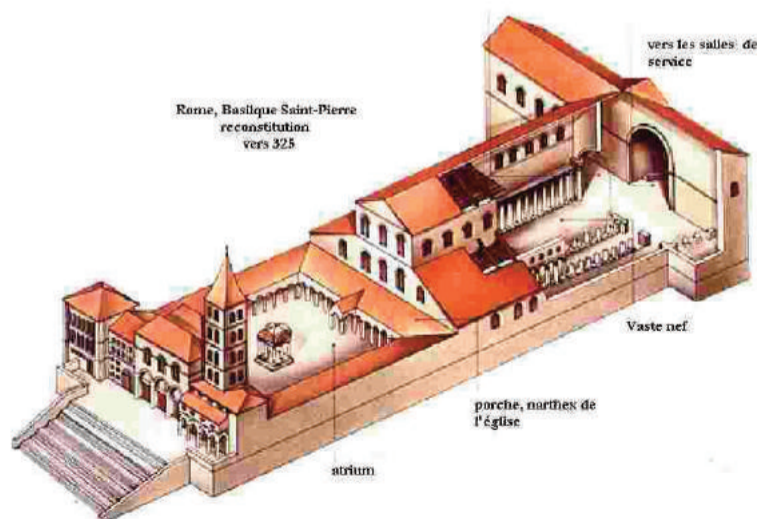 vers les salles de
service
Rome, Basilique Saint-Pierre
reconstitution
vers 325
Vaste nef
porche, narthex de
l'église
atrium